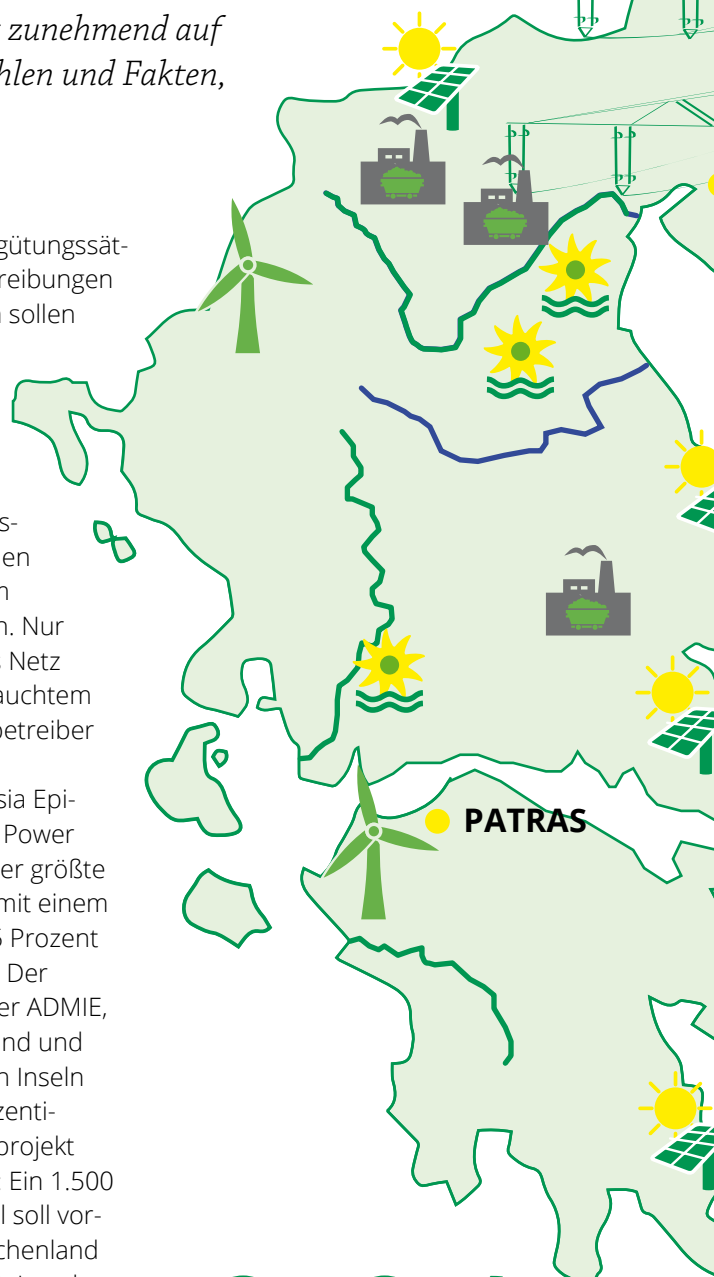 zunehmend auf
hlen und Fakten,
gütungssät-
reibungen
sollen
s-
en
n. Nur
Netz
auchtem
betreiber
sia Epi-
Power
er größte
mit einem
Prozent
Der
er ADMIE,
nd und
n Inseln
zenti-
projekt
Ein 1.500
l soll vor-
chenland
PATRAS